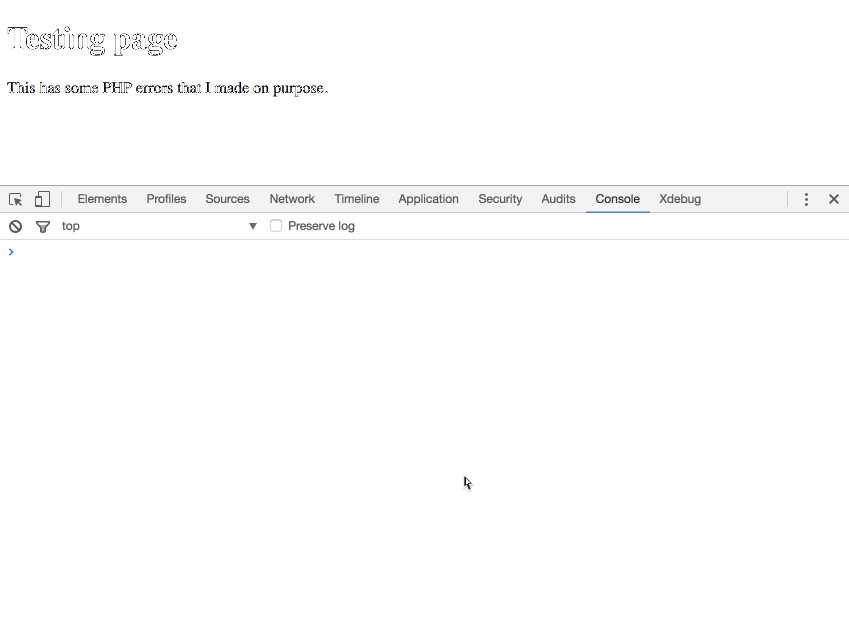 Testing page
This has some PHP errors that I made on purpose.
Elements Profiles Sources Network Timeline Application Security Audits Console Xdebug
top Preserve log